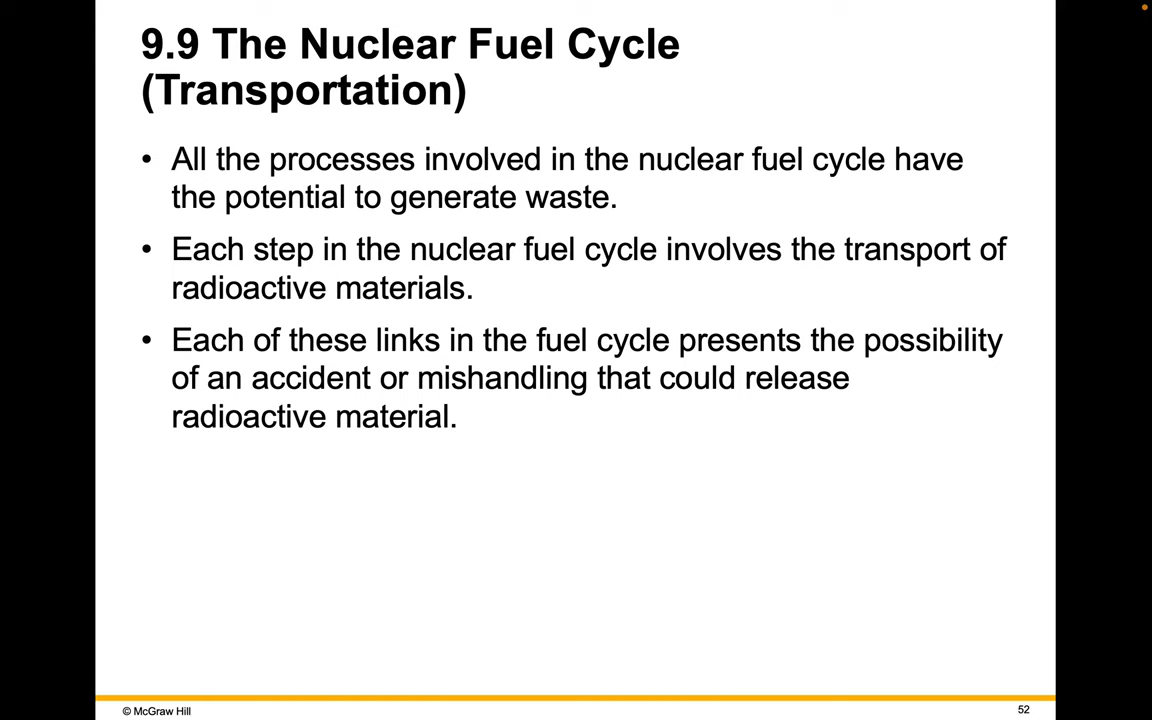 9.9 The Nuclear Fuel Cycle
(Transportation)
• All the processes involved in the nuclear fuel cycle have
the potential to generate waste.
• Each step in the nuclear fuel cycle involves the transport of
radioactive materials.
• Each of these links in the fuel cycle presents the possibility
of an accident or mishandling that could release
radioactive material.
© McGraw Hill
52